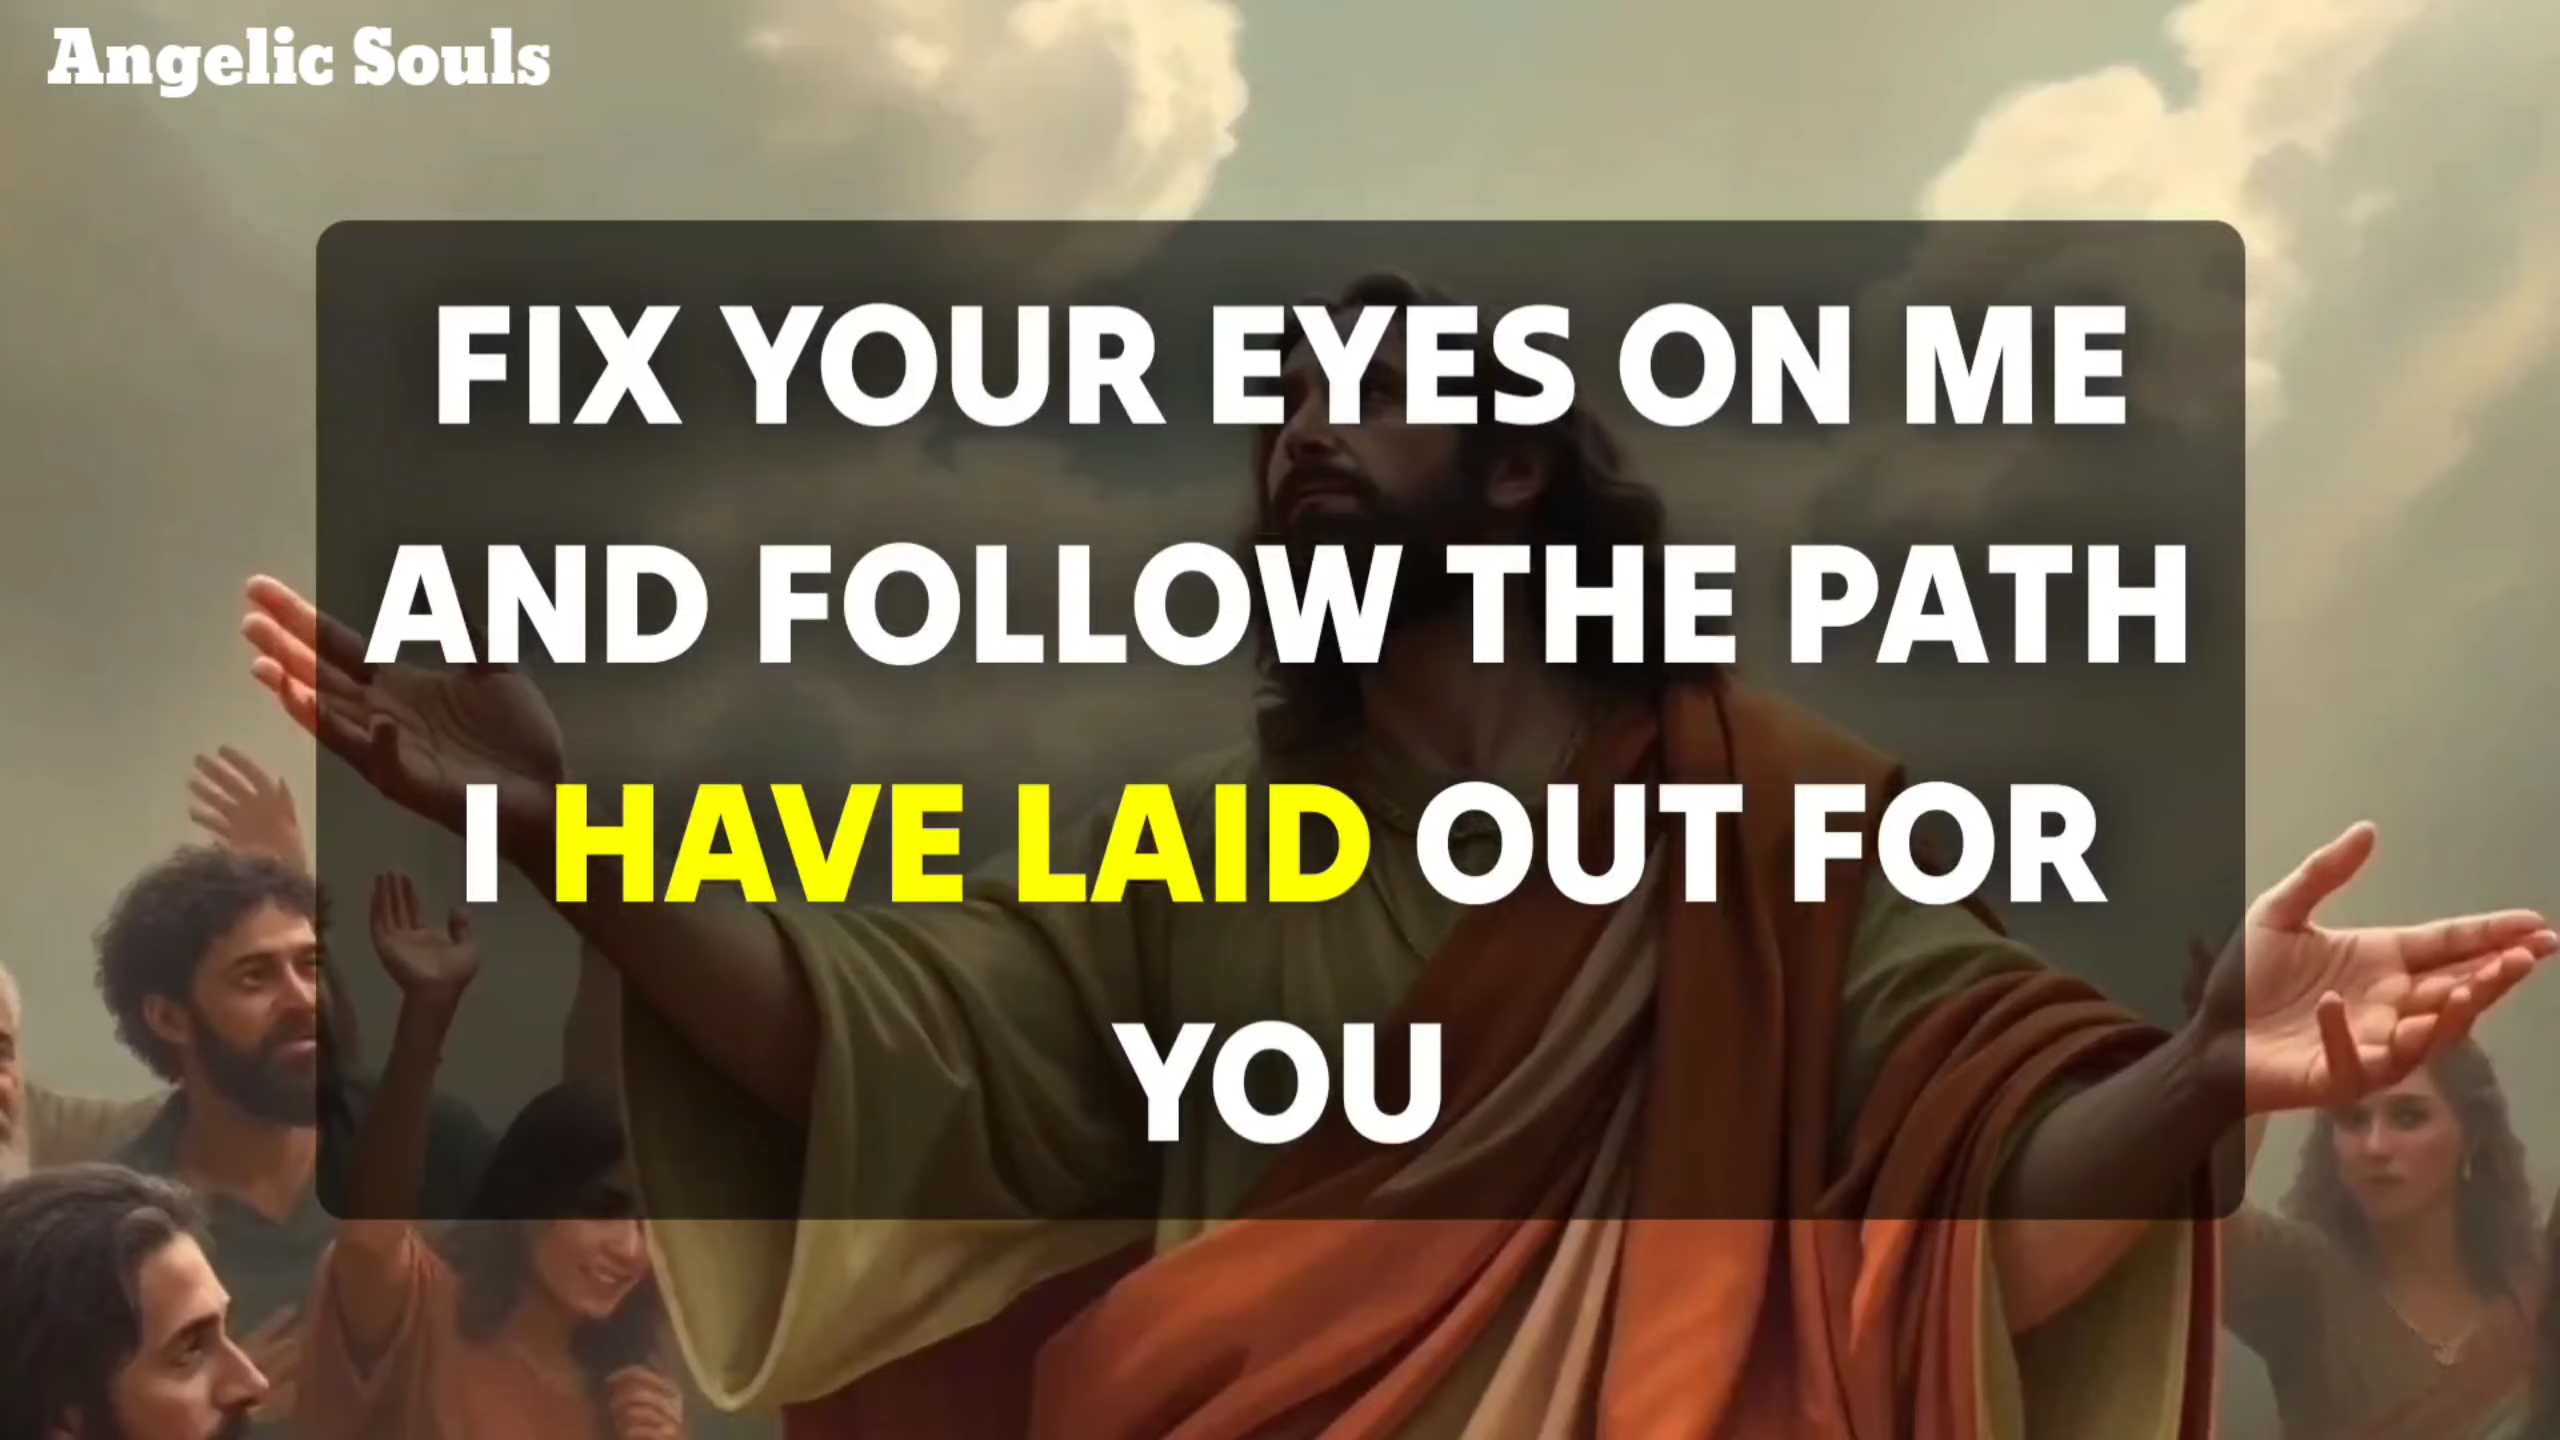 Angelic Souls
FIX YOUR EYES ON ME
AND FOLLOW THE PATH
I HAVE LAID OUT FOR
YOU